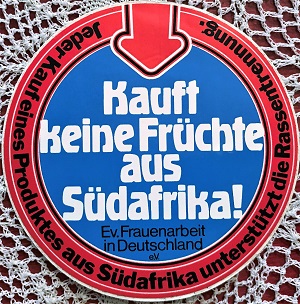 Kauft
keine Früchte
aus
Südafrika!
Ev. Frauenarbeit
in Deutschland
e.V.
Jeder Kauf eines Produktes aus Südafrika unterstützt die Rassentrennung.